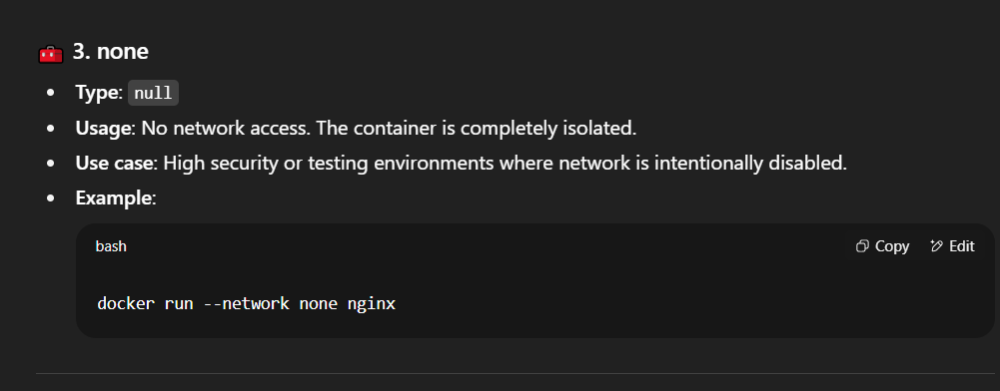 🧰 3. none
• Type: null
• Usage: No network access. The container is completely isolated.
• Use case: High security or testing environments where network is intentionally disabled.
• Example:
bash Copy Edit
docker run --network none nginx